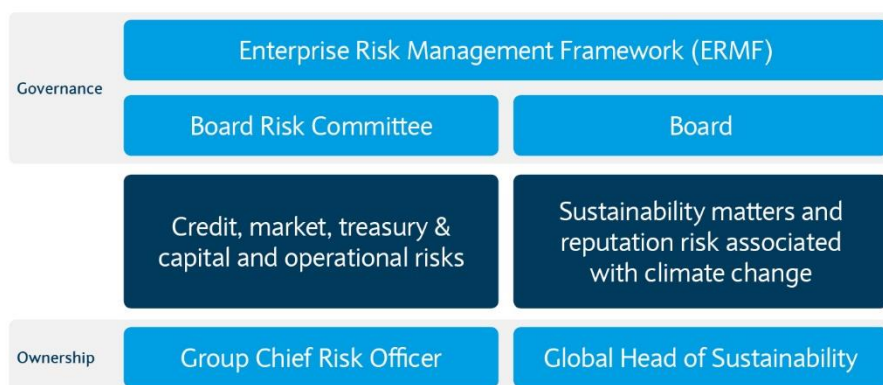 Enterprise Risk Management Framework (ERMF)
Governance
Board Risk Committee
Board
Credit, market, treasury &
capital and operational risks
Sustainability matters and
reputation risk associated
with climate change
Ownership
Group Chief Risk Officer
Global Head of Sustainability